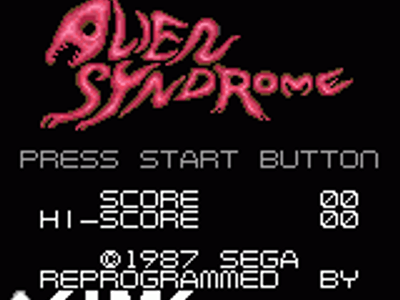 ALIEN
SYNDROME
PRESS START BUTTON
SCORE 00
HI-SCORE 00
©1987 SEGA
REPROGRAMMED BY